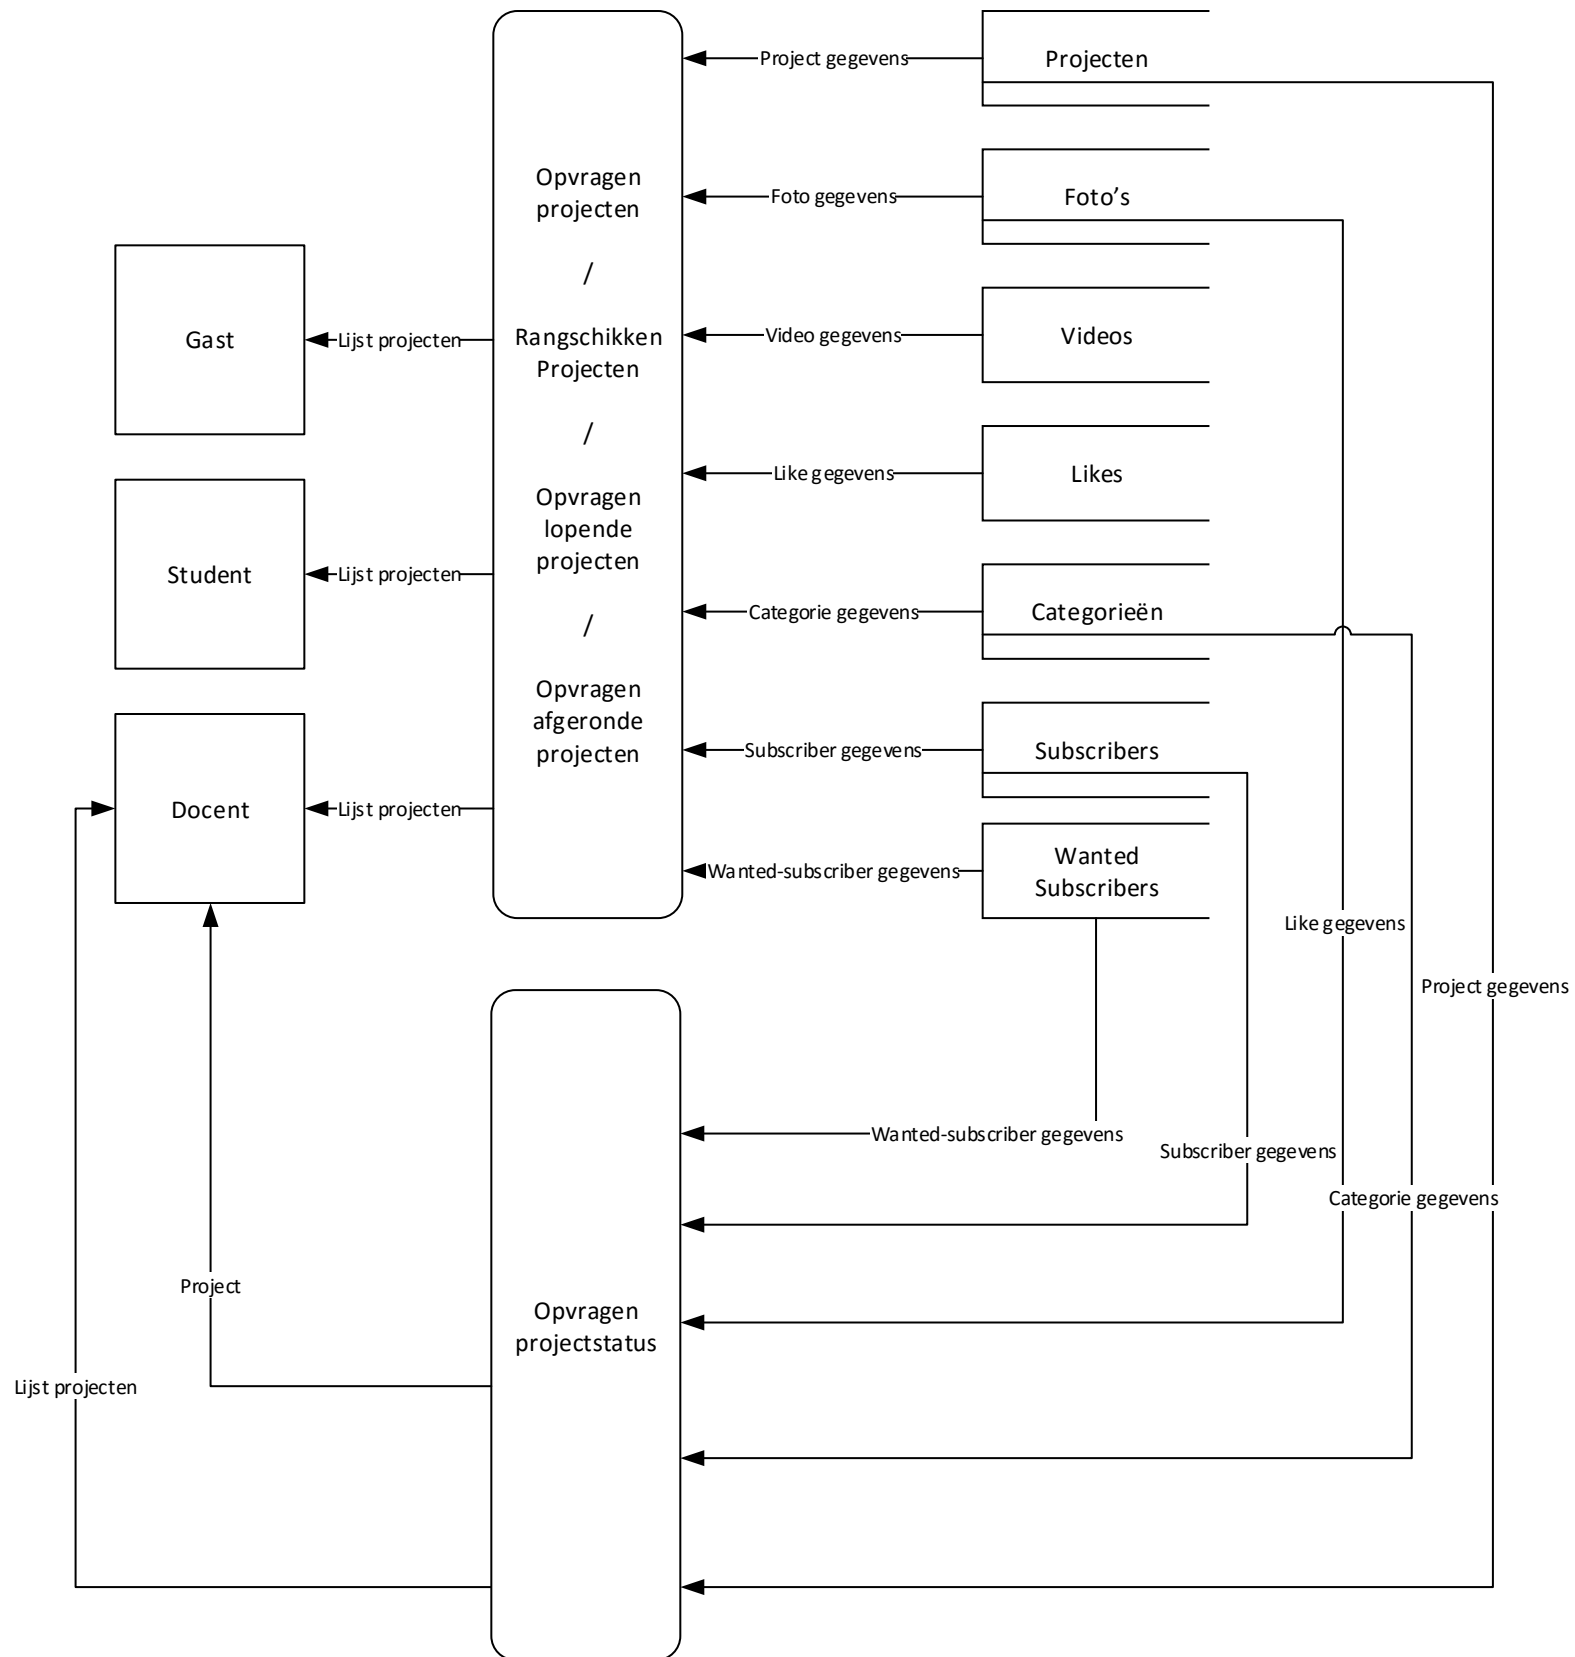 Project gegevens
Projecten
Opvragen
projecten
/
Rangschikken
Projecten
/
Opvragen
lopende
projecten
/
Opvragen
afgeronde
projecten
Foto gegevens
Foto’s
Gast
Lijst projecten
Video gegevens
Videos
Like gegevens
Likes
Student
Lijst projecten
Categorie gegevens
Categorieën
Subscriber gegevens
Subscribers
Docent
Lijst projecten
Wanted-subscriber gegevens
Wanted
Subscribers
Like gegevens
Project gegevens
Wanted-subscriber gegevens
Subscriber gegevens
Categorie gegevens
Project
Opvragen
projectstatus
Lijst projecten